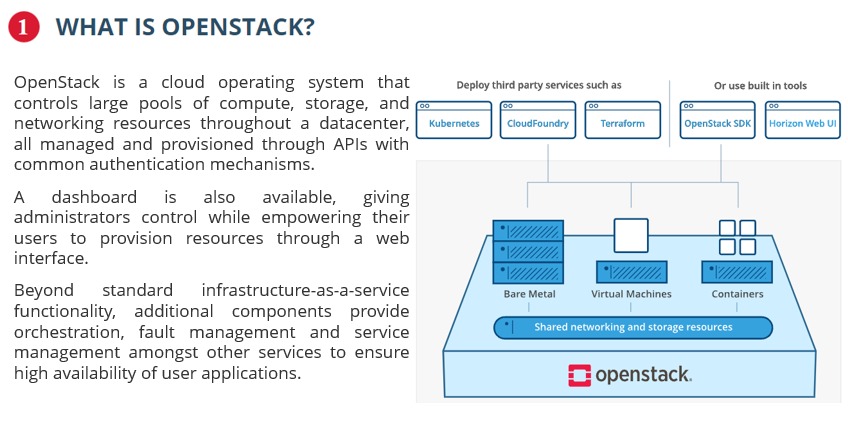 1 WHAT IS OPENSTACK?
OpenStack is a cloud operating system that
controls large pools of compute, storage, and
networking resources throughout a datacenter,
all managed and provisioned through APIs with
common authentication mechanisms.
A dashboard is also available, giving
administrators control while empowering their
users to provision resources through a web
interface.
Beyond standard infrastructure-as-a-service
functionality, additional components provide
orchestration, fault management and service
management amongst other services to ensure
high availability of user applications.
Deploy third party services such as
Or use built in tools
Kubernetes
CloudFoundry
Terraform
OpenStack SDK
Horizon Web UI
Bare Metal
Virtual Machines
Containers
Shared networking and storage resources
openstack.